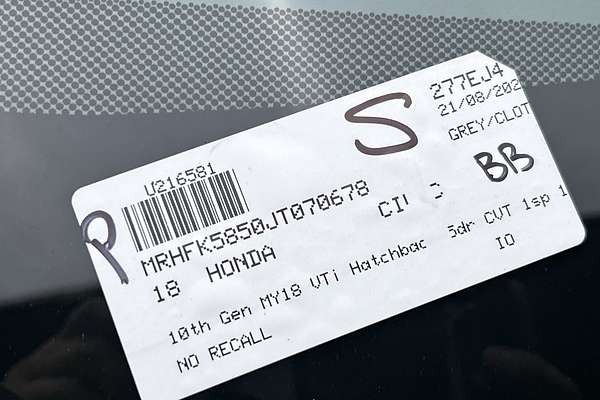 277EJ4
21/08/202
S
GREY/CLOT
U216581
BB
MRHFK5850JT070678
R
18 HONDA
10th Gen MY18 VTi Hatchbac 5dr CVT 1sp 1
IO
NO RECALL